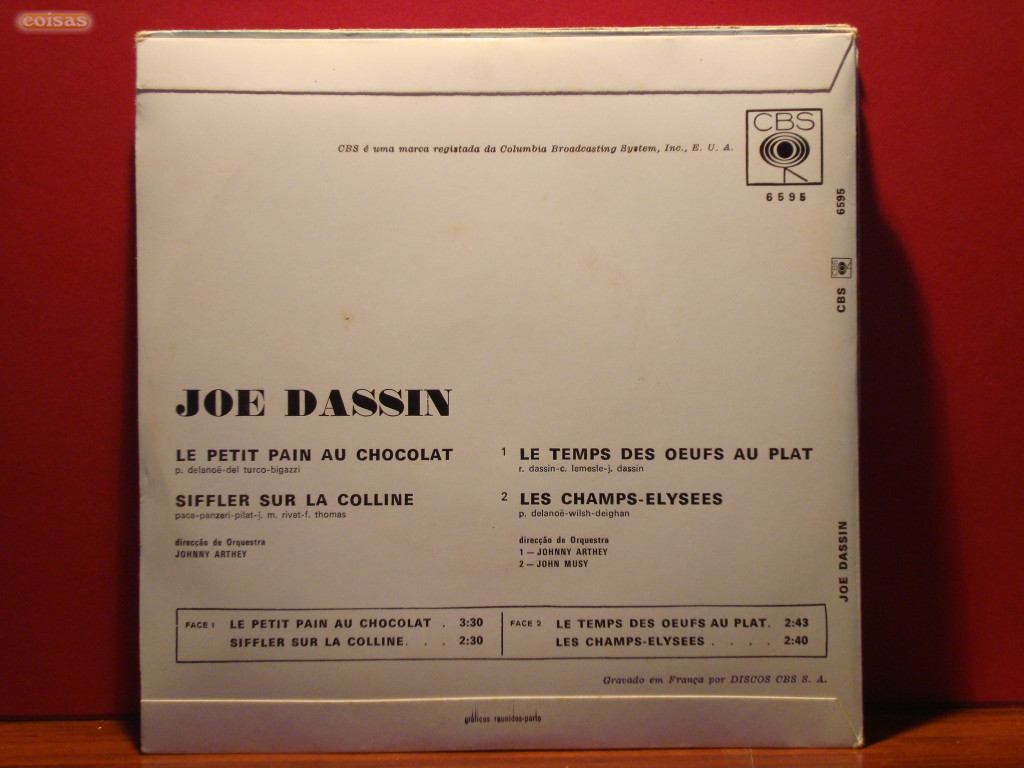 coisas
CBS é uma marca registada da Columbia Broadcasting System, Inc., E. U. A.
CBS
6595
6595
CBS
CBS
JOE DASSIN
JOE DASSIN
LE PETIT PAIN AU CHOCOLAT
p. delanoë-del turco-bigazzi
SIFFLER SUR LA COLLINE
pace-panzeri-pilat-j. m. rivat-f. thomas
direcção de Orquestra
JOHNNY ARTHEY
1 LE TEMPS DES OEUFS AU PLAT
r. dassin-c. lemesle-j. dassin
2 LES CHAMPS-ELYSEES
p. delanoë-wilsh-deighan
direcção de Orquestra
1 — JOHNNY ARTHEY
2 — JOHN MUSY
FACE 1 LE PETIT PAIN AU CHOCOLAT . 3:30
SIFFLER SUR LA COLLINE. . . 2:30
FACE 2 LE TEMPS DES OEUFS AU PLAT. 2:43
LES CHAMPS-ELYSEES . . . . 2:40
Gravado em França por DISCOS CBS S. A.
gráficos reunidos-porto